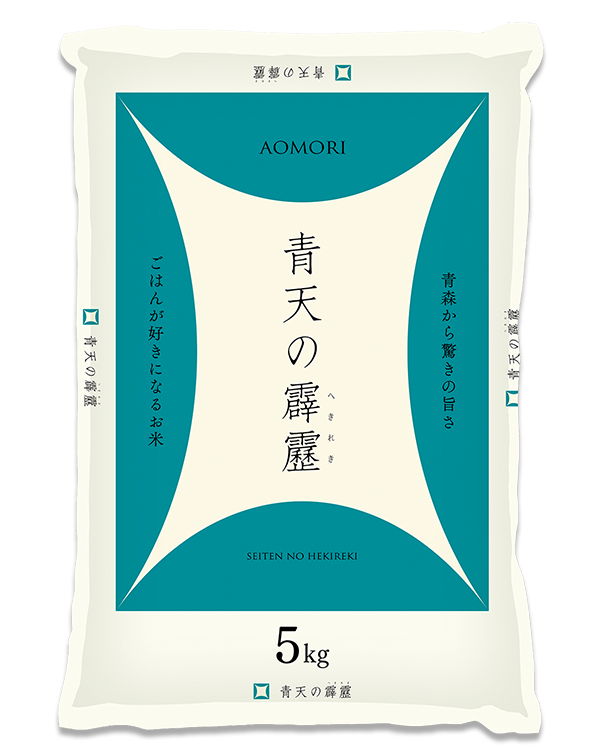 青天の霹靂
AOMORI
青天の霹靂
へきれき
青森から驚きの旨さ
ごはんが好きになるお米
青天の霹靂
青天の霹靂
SEITEN NO HEKIREKI
5kg
青天の霹靂